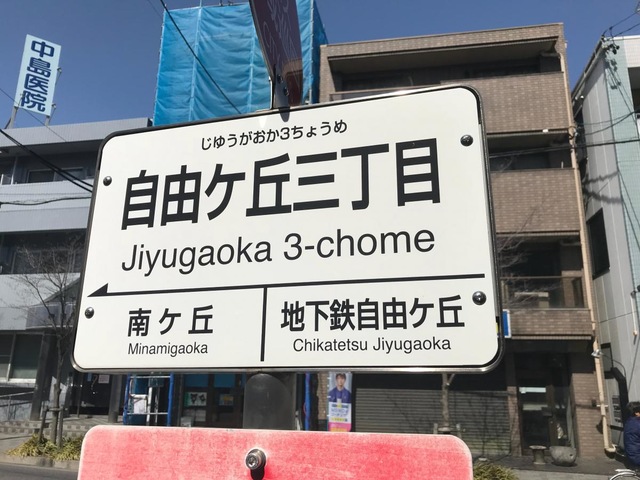 中島医院
じゆうがおか3ちょうめ
自由ケ丘三丁目
Jiyugaoka 3-chome
南ケ丘
Minamigaoka
地下鉄自由ケ丘
Chikatetsu Jiyugaoka